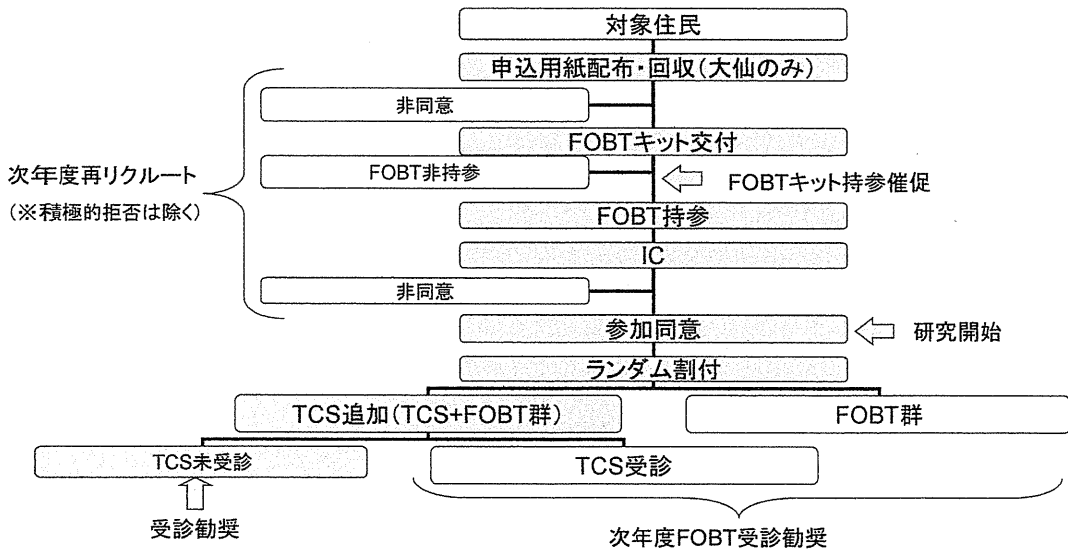 対象住民
申込用紙配布・回収(大仙のみ)
非同意
FOBTキット交付
次年度再リクルート
(※積極的拒否は除く)
FOBT非持参
FOBTキット持参催促
FOBT持参
IC
非同意
参加同意
研究開始
ランダム割付
TCS追加(TCS+FOBT群)
FOBT群
TCS未受診
TCS受診
受診勧奨
次年度FOBT受診勧奨